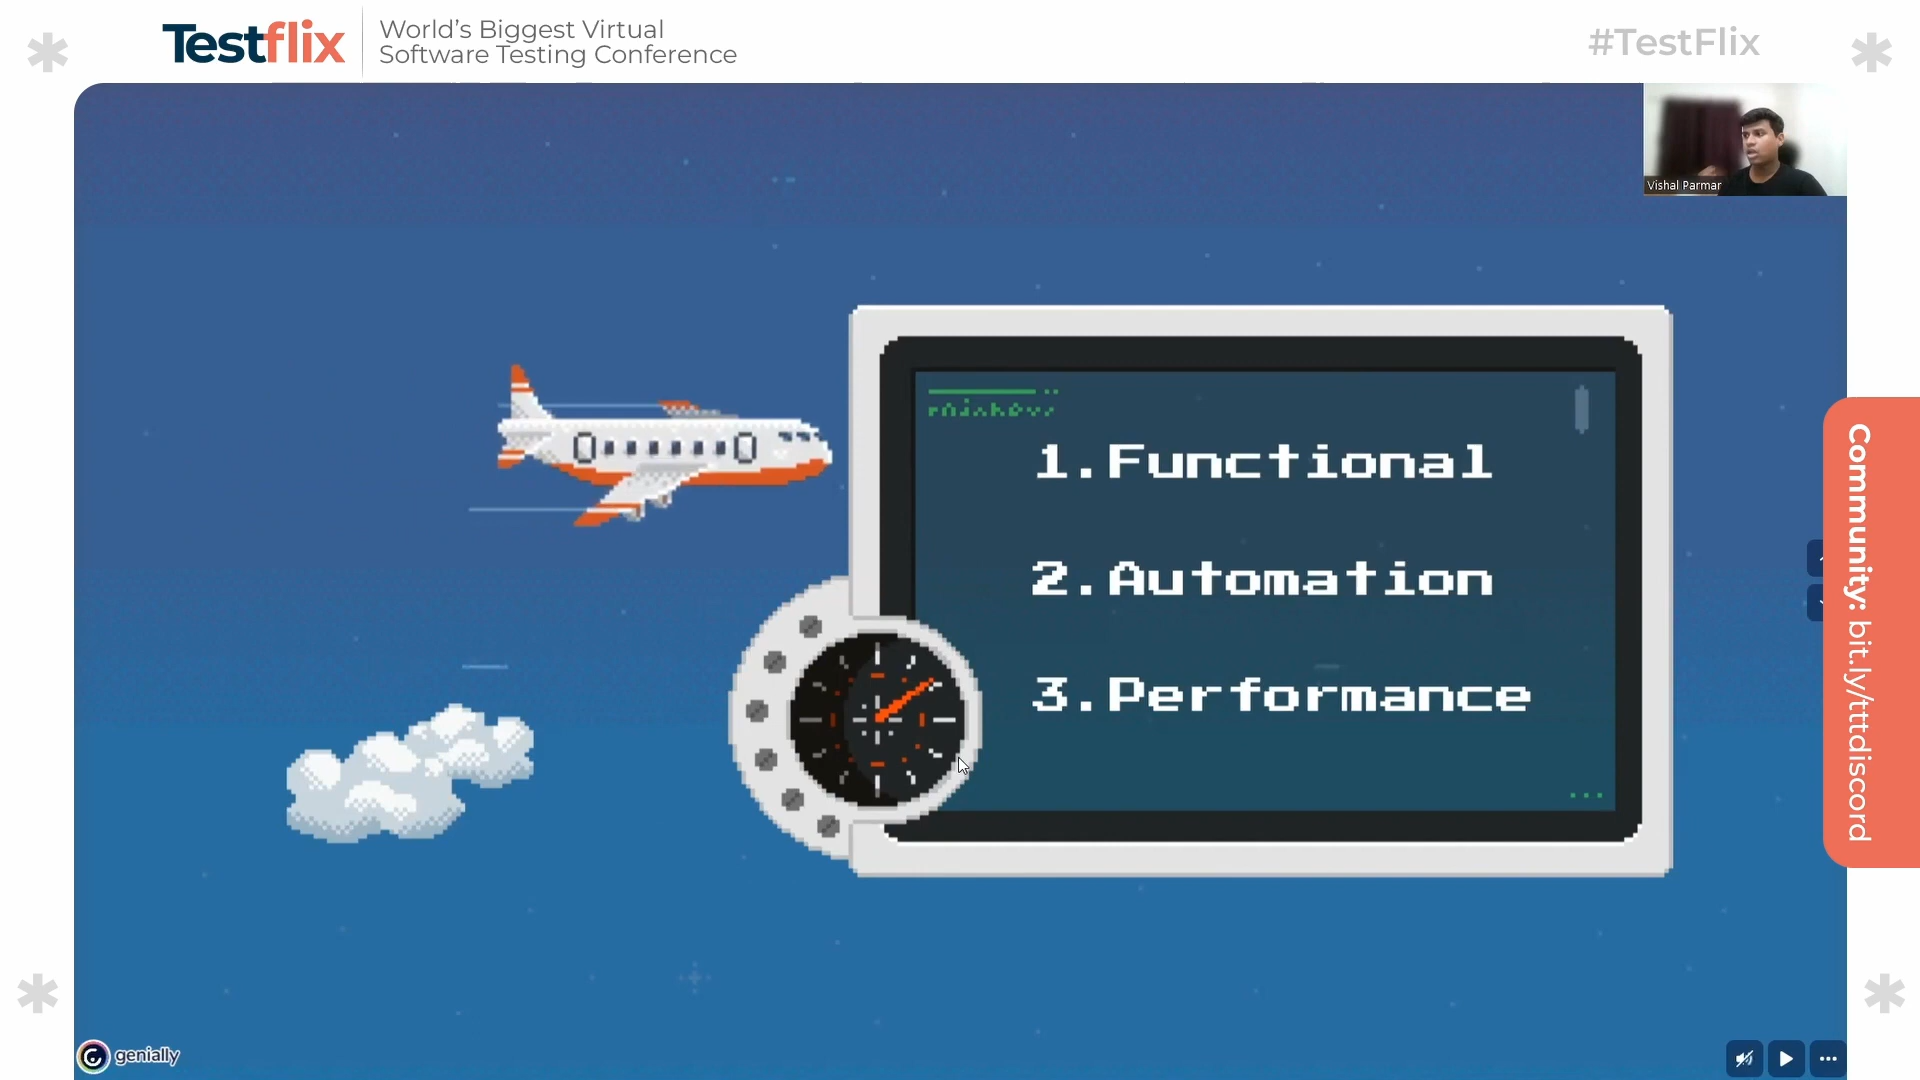 Testflix
World's Biggest Virtual
Software Testing Conference
#TestFlix
Vishal Parmar
1.Functional
2.Automation
3.Performance
Community: bit.ly/tttdiscord
genially